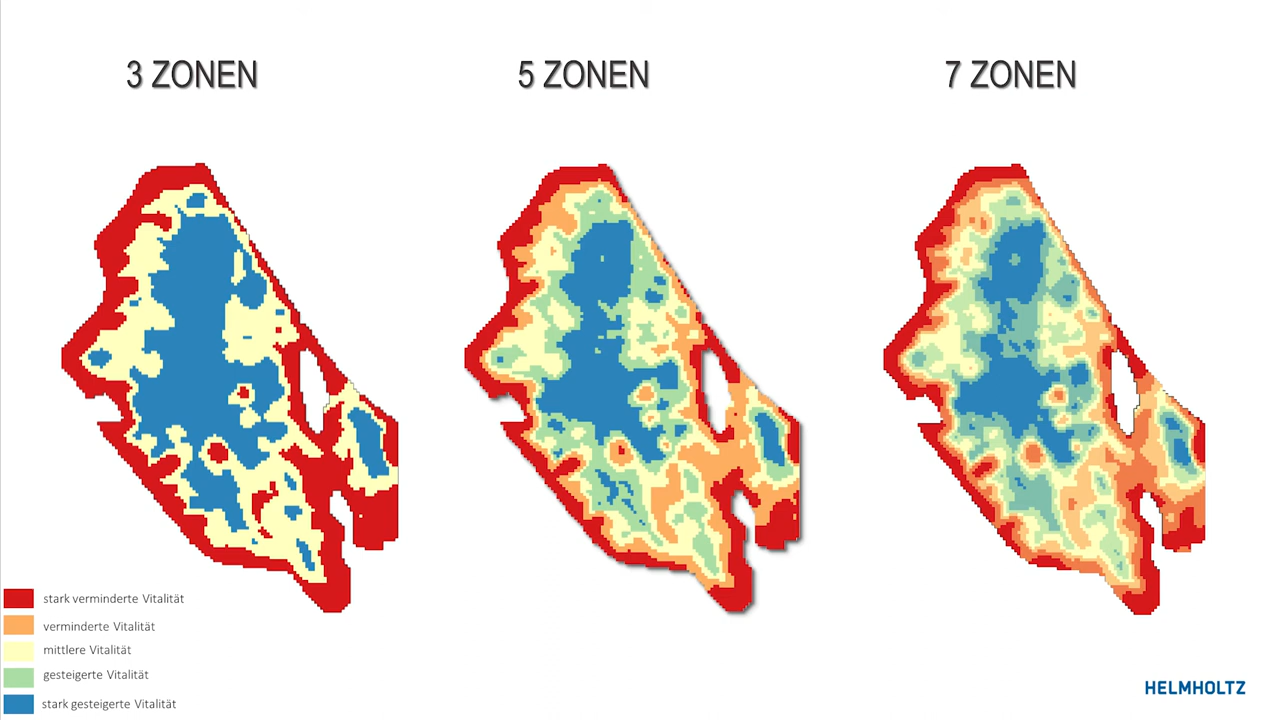 3 ZONEN
5 ZONEN
7 ZONEN
stark verminderte Vitalität
verminderte Vitalität
mittlere Vitalität
gesteigerte Vitalität
stark gesteigerte Vitalität
HELMHOLTZ